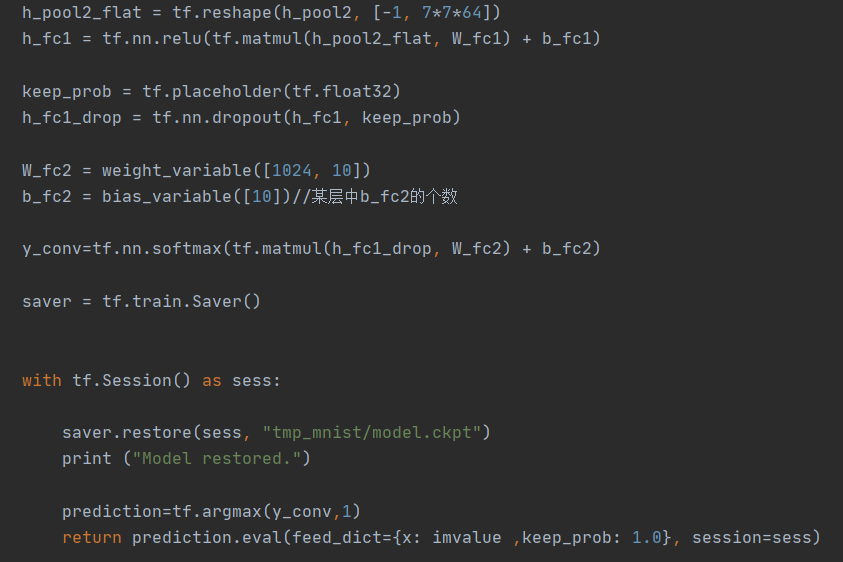 h_pool2_flat = tf.reshape(h_pool2, [-1, 7*7*64])
h_fc1 = tf.nn.relu(tf.matmul(h_pool2_flat, W_fc1) + b_fc1)
keep_prob = tf.placeholder(tf.float32)
h_fc1_drop = tf.nn.dropout(h_fc1, keep_prob)
W_fc2 = weight_variable([1024, 10])
b_fc2 = bias_variable([10])//某层中b_fc2的个数
y_conv=tf.nn.softmax(tf.matmul(h_fc1_drop, W_fc2) + b_fc2)
saver = tf.train.Saver()
with tf.Session() as sess:
    saver.restore(sess, "tmp_mnist/model.ckpt")
    print ("Model restored.")
    prediction=tf.argmax(y_conv,1)
    return prediction.eval(feed_dict={x: imvalue ,keep_prob: 1.0}, session=sess)